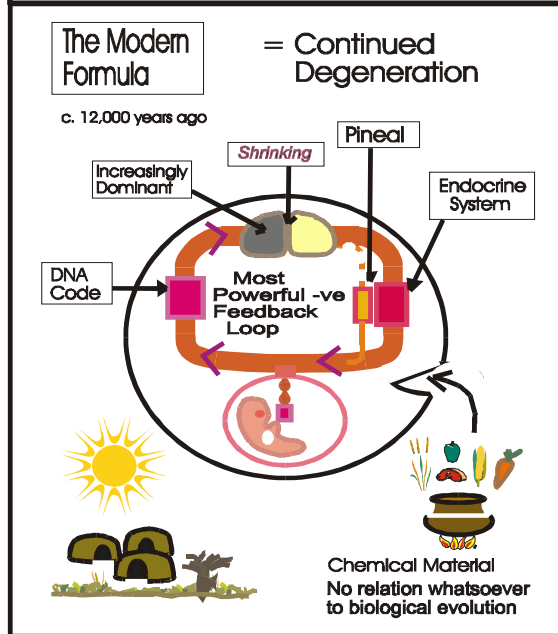 The Modern
Formula
= Continued
Degeneration
c. 12,000 years ago
Pineal
Shrinking
Increasingly
Dominant
Endocrine
System
DNA
Code
Most
Powerful -ve
Feedback
Loop
Chemical Material
No relation whatsoever
to biological evolution